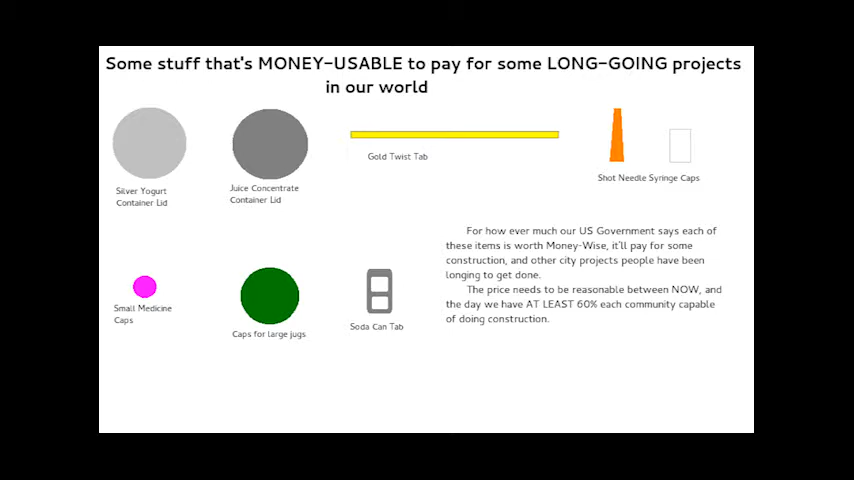 Some stuff that's MONEY-USABLE to pay for some LONG-GOING projects
in our world
Silver Yogurt
Container Lid
Juice Concentrate
Container Lid
Gold Twist Tab
Shot Needle Syringe Caps
Small Medicine
Caps
Caps for large jugs
Soda Can Tab
For how ever much our US Government says each of
these items is worth Money-Wise, it'll pay for some
construction, and other city projects people have been
longing to get done.
The price needs to be reasonable between NOW, and
the day we have AT LEAST 60% each community capable
of doing construction.